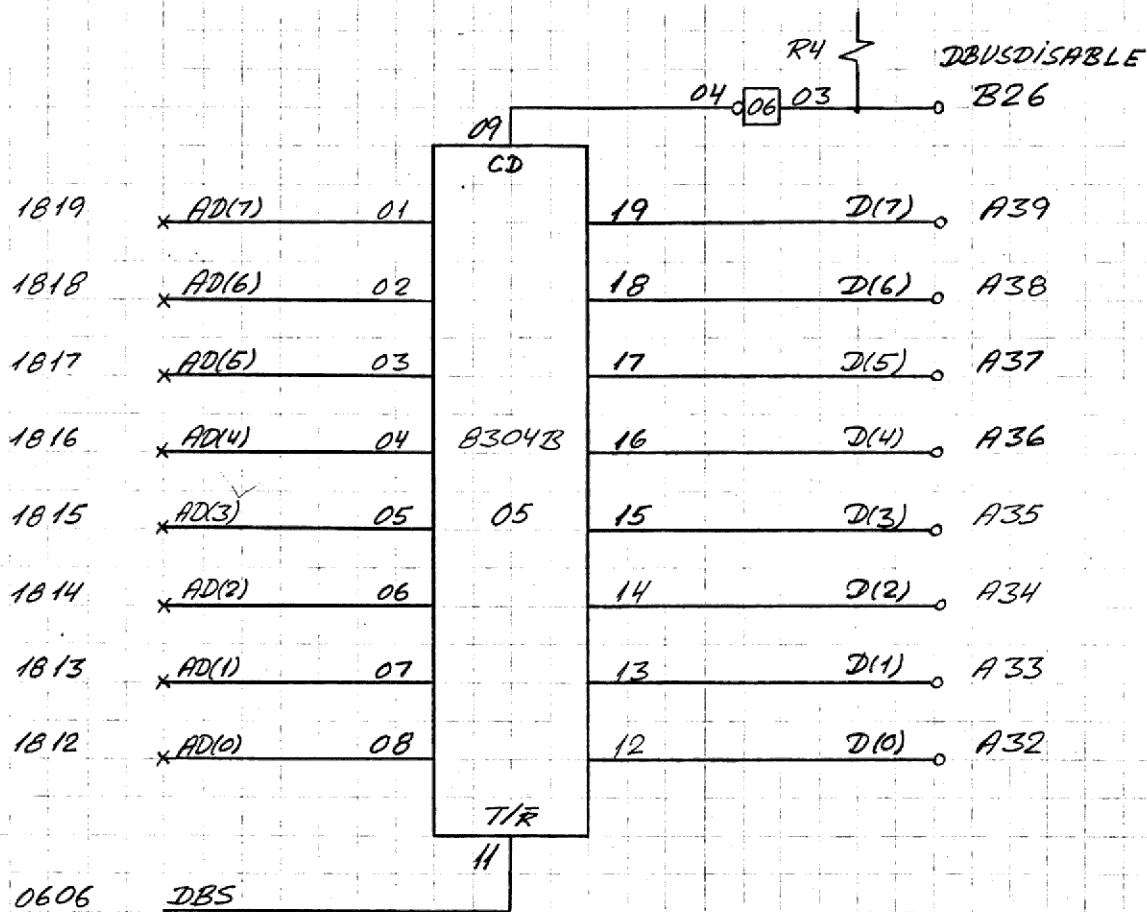 R4 DBUSDISABLE
04 06 03 B26
09
CD
1819 AD(7) 01 19 D(7) A39
1818 AD(6) 02 18 D(6) A38
1817 AD(5) 03 17 D(5) A37
1816 AD(4) 04 8304B 16 D(4) A36
1815 AD(3) 05 05 15 D(3) A35
1814 AD(2) 06 14 D(2) A34
1813 AD(1) 07 13 D(1) A33
1812 AD(0) 08 12 D(0) A32
T/R̅
11
0606 DBS